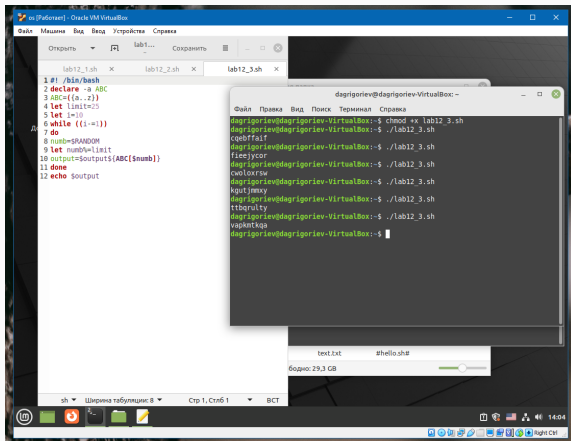 os [Работает] - Oracle VM VirtualBox
Файл Машина Вид Ввод Устройства Справка
Открыть lab1... Сохранить
lab12_1.sh × lab12_2.sh × lab12_3.sh ×
1 #! /bin/bash
2 declare -a ABC
3 ABC=({a..z})
4 let limit=25
5 let i=10
6 while ((i-=1))
7 do
8 numb=$RANDOM
9 let numb%=limit
10 output=$output${ABC[$numb]}
11 done
12 echo $output
dagrigoriev@dagrigoriev-VirtualBox: ~
Файл Правка Вид Поиск Терминал Справка
dagrigoriev@dagrigoriev-VirtualBox:~$ chmod +x lab12_3.sh
dagrigoriev@dagrigoriev-VirtualBox:~$ ./lab12_3.sh
cqebffaif
dagrigoriev@dagrigoriev-VirtualBox:~$ ./lab12_3.sh
fieejycor
dagrigoriev@dagrigoriev-VirtualBox:~$ ./lab12_3.sh
cwoloxrsw
dagrigoriev@dagrigoriev-VirtualBox:~$ ./lab12_3.sh
kgutjmmxy
dagrigoriev@dagrigoriev-VirtualBox:~$ ./lab12_3.sh
ttbqrulty
dagrigoriev@dagrigoriev-VirtualBox:~$ ./lab12_3.sh
vapkmtkqa
dagrigoriev@dagrigoriev-VirtualBox:~$
text.txt #hello.sh#
бодно: 29,3 GB
sh Ширина табуляции: 8 Стр 1, Стлб 1 ВСТ
14:04
Right Ctrl